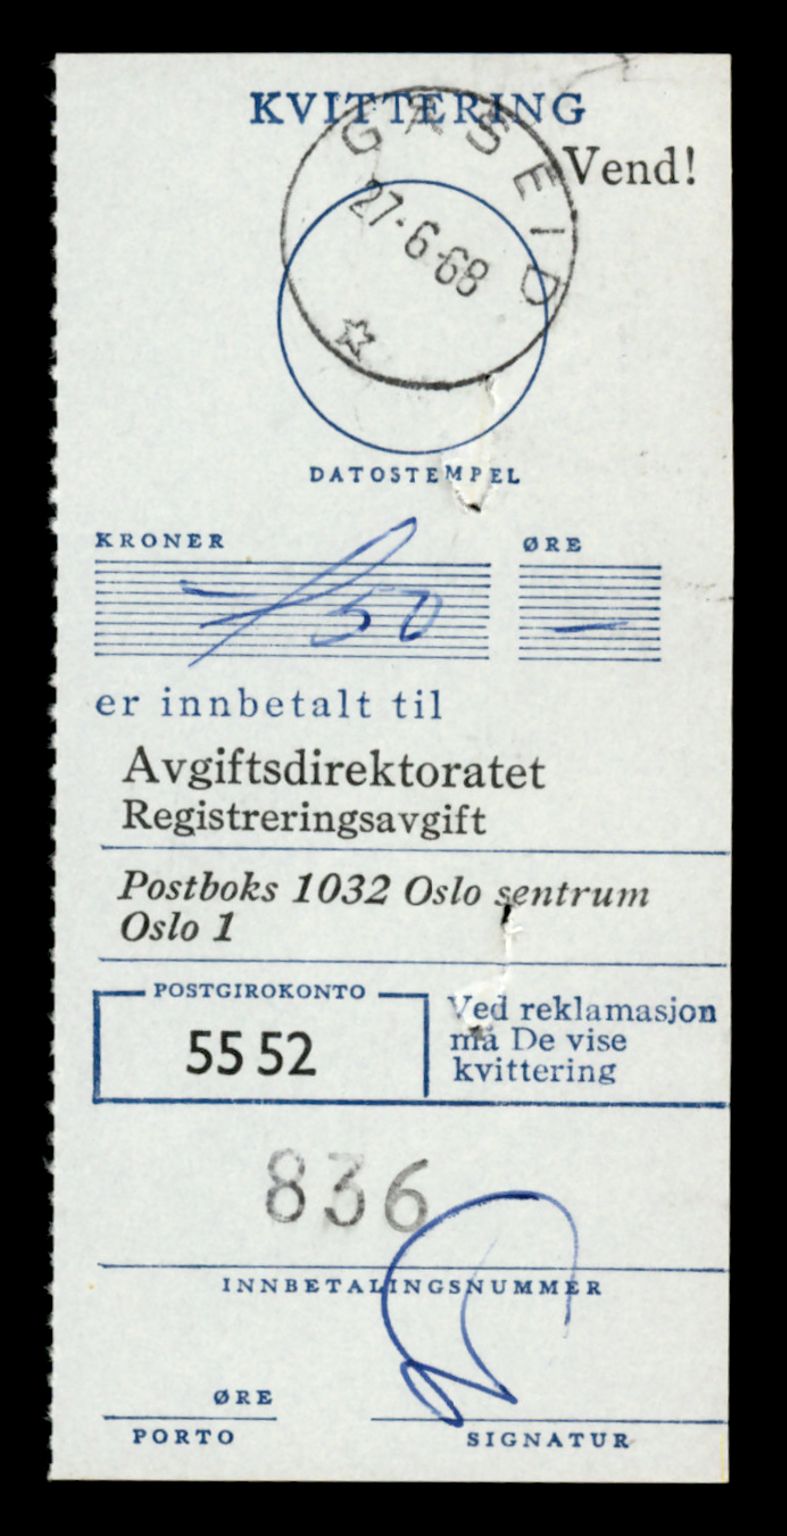 KVITTERING
Vend!
GÅSEID
27-6-68
DATOSTEMPEL
KRONER
ØRE
50
—
er innbetalt til
Avgiftsdirektoratet
Registreringsavgift
Postboks 1032 Oslo sentrum
Oslo 1
POSTGIROKONTO
55 52
Ved reklamasjon
må De vise
kvittering
836
INNBETALINGSNUMMER
ØRE
PORTO
SIGNATUR